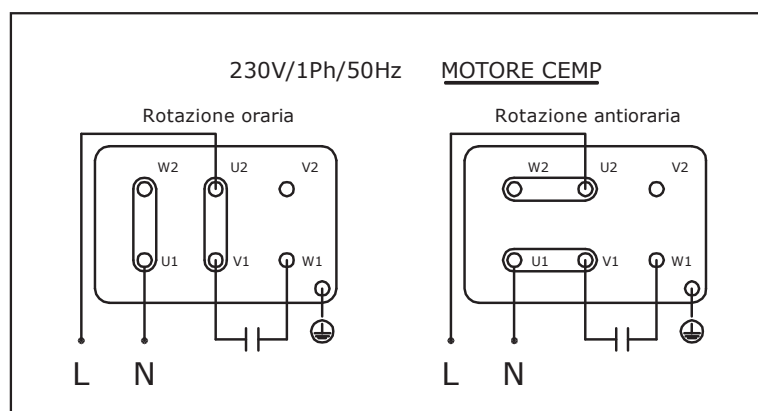 230V/1Ph/50Hz MOTORE CEMP
Rotazione oraria
W2 U2 V2
U1 V1 W1
L N
Rotazione antioraria
W2 U2 V2
U1 V1 W1
L N